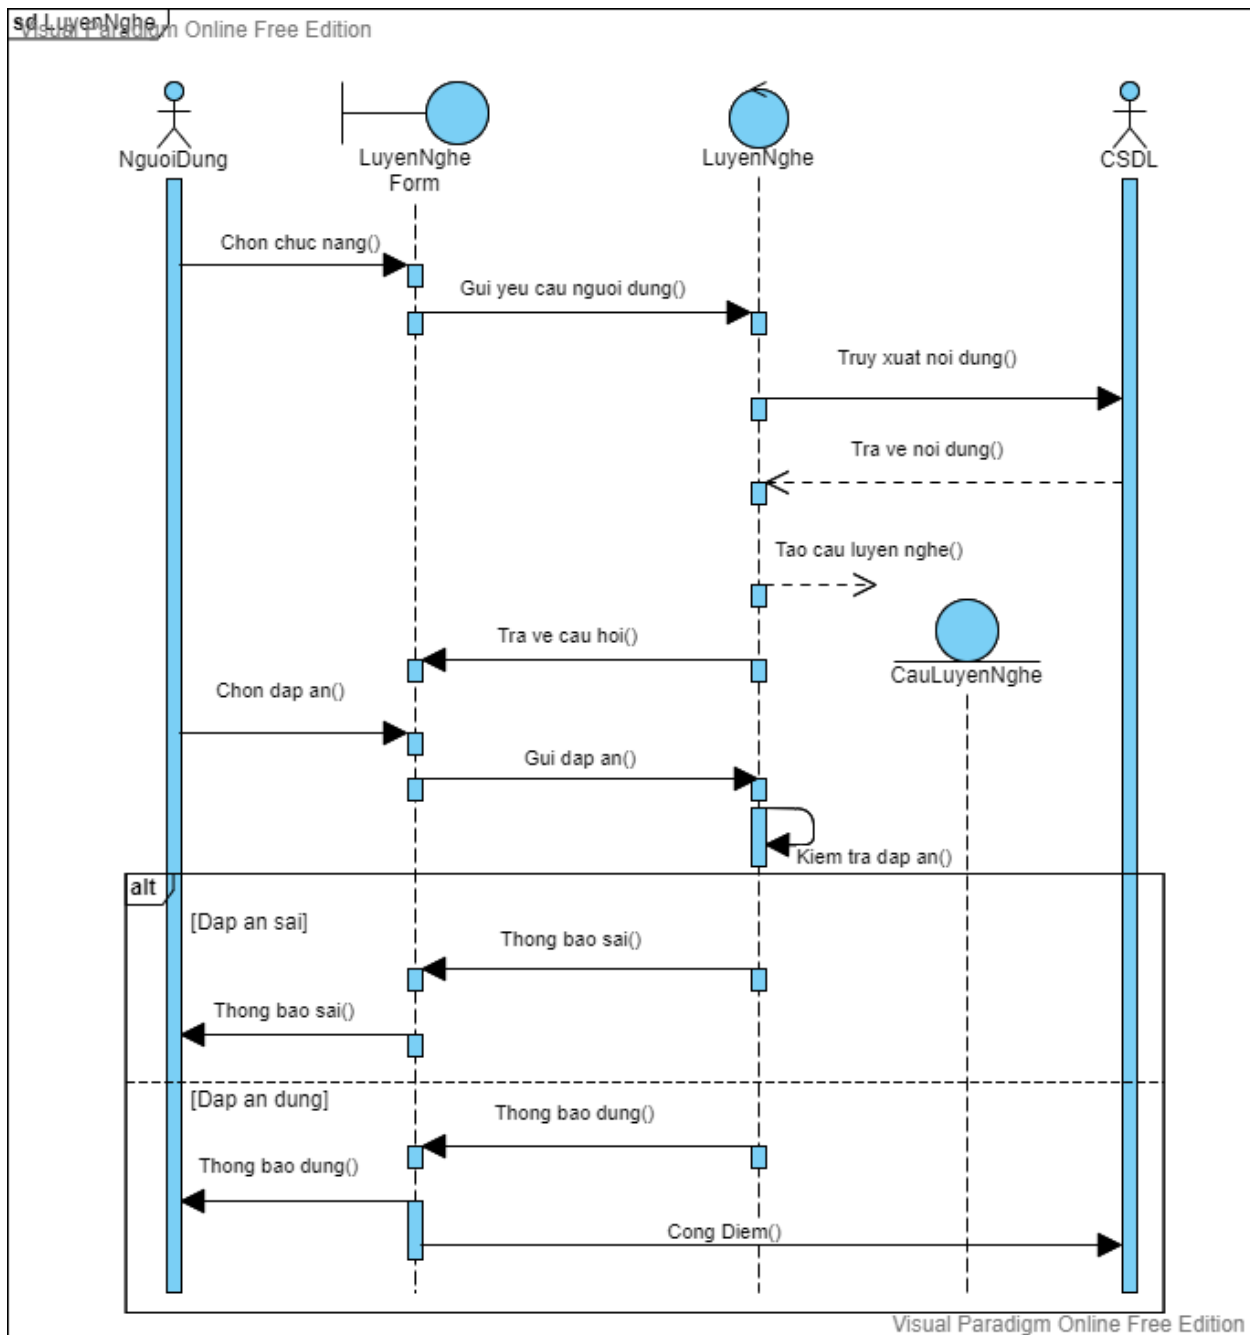 sd LuyenNghe
Visual Paradigm Online Free Edition
NguoiDung
LuyenNghe
Form
LuyenNghe
CSDL
Chon chuc nang()
Gui yeu cau nguoi dung()
Truy xuat noi dung()
Tra ve noi dung()
Tao cau luyen nghe()
Tra ve cau hoi()
CauLuyenNghe
Chon dap an()
Gui dap an()
Kiem tra dap an()
alt
[Dap an sai]
Thong bao sai()
Thong bao sai()
[Dap an dung]
Thong bao dung()
Thong bao dung()
Cong Diem()
Visual Paradigm Online Free Edition